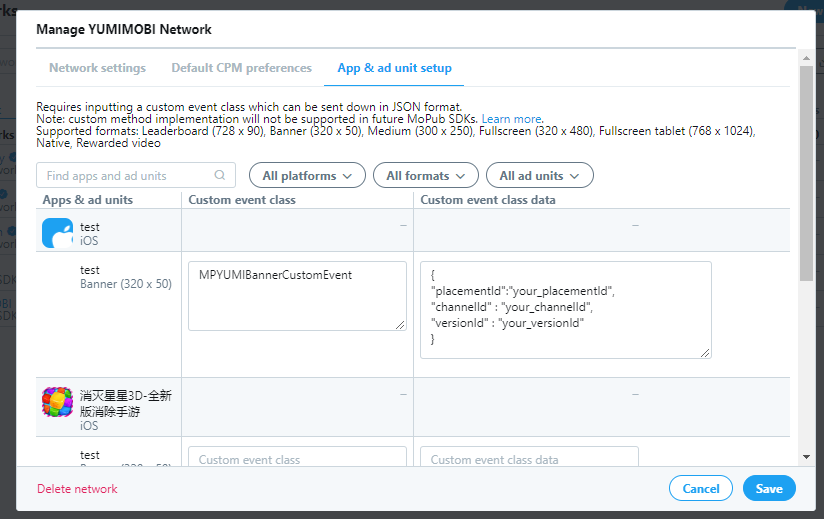 Manage YUMIMOBI Network
Network settings Default CPM preferences App & ad unit setup
Requires inputting a custom event class which can be sent down in JSON format.
Note: custom method implementation will not be supported in future MoPub SDKs. Learn more.
Supported formats: Leaderboard (728 x 90), Banner (320 x 50), Medium (300 x 250), Fullscreen (320 x 480), Fullscreen tablet (768 x 1024),
Native, Rewarded video
Find apps and ad units All platforms All formats All ad units
Apps & ad units Custom event class Custom event class data
test – –
iOS
test MPYUMIBannerCustomEvent {
Banner (320 x 50) "placementId":"your_placementId",
"channelId" : "your_channelId",
"versionId" : "your_versionId"
}
消灭星星3D-全新 – –
版消除手游
iOS
test Custom event class Custom event class data
Banner (320 x 50)
Delete network Cancel Save